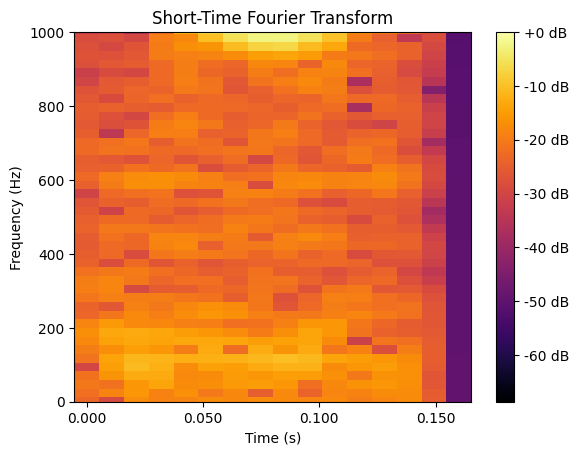 Short-Time Fourier Transform
Frequency (Hz)
1000
800
600
400
200
0
0.000
0.050
0.100
0.150
Time (s)
+0 dB
-10 dB
-20 dB
-30 dB
-40 dB
-50 dB
-60 dB